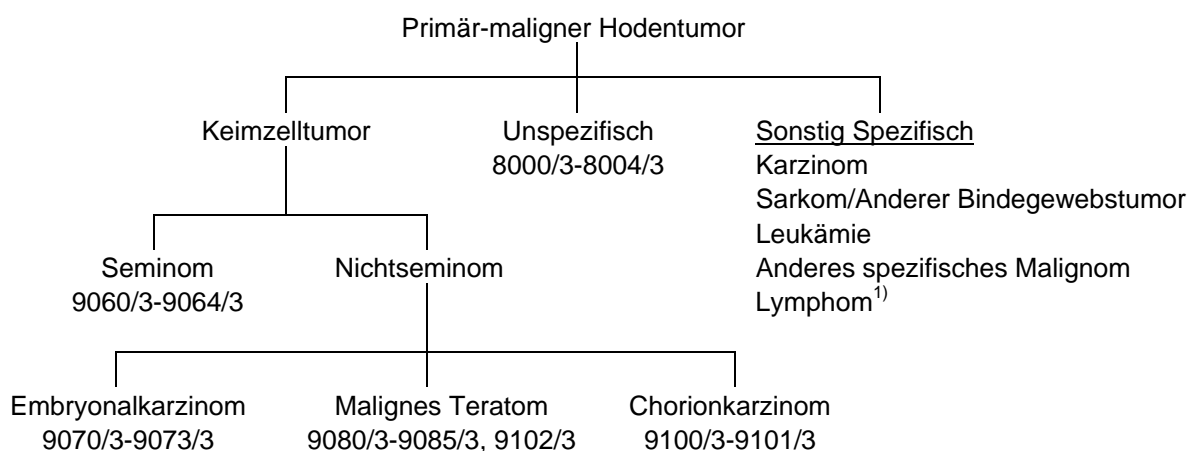 Primär-maligner Hodentumor
Keimzelltumor
Unspezifisch
8000/3-8004/3
Sonstig Spezifisch
Karzinom
Sarkom/Anderer Bindegewebstumor
Leukämie
Anderes spezifisches Malignom
Lymphom1)
Seminom
9060/3-9064/3
Nichtseminom
Embryonalkarzinom
9070/3-9073/3
Malignes Teratom
9080/3-9085/3, 9102/3
Chorionkarzinom
9100/3-9101/3